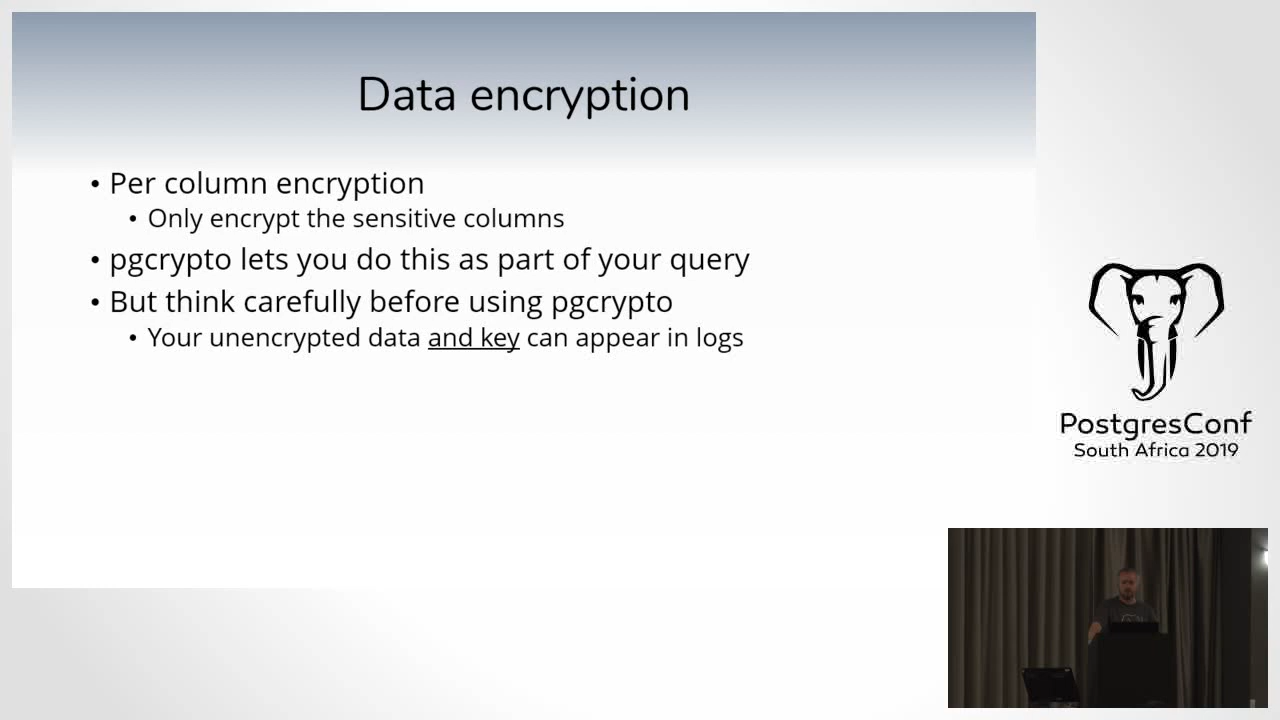 Data encryption
• Per column encryption
• Only encrypt the sensitive columns
• pgcrypto lets you do this as part of your query
• But think carefully before using pgcrypto
• Your unencrypted data and key can appear in logs
PostgresConf
South Africa 2019